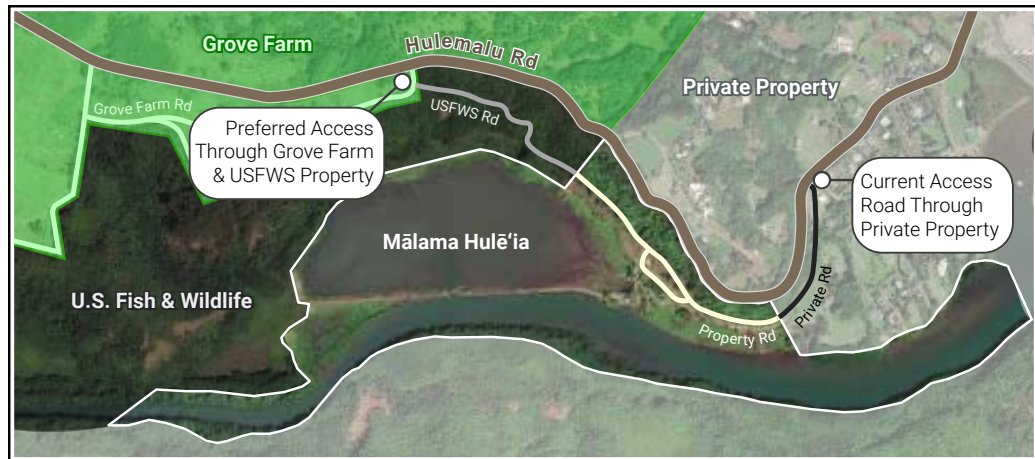 Grove Farm
Hulemalu Rd
Private Property
Grove Farm Rd
USFWS Rd
Preferred Access
Through Grove Farm
& USFWS Property
Current Access
Road Through
Private Property
Mālama Hulēʻia
U.S. Fish & Wildlife
Private Rd
Property Rd